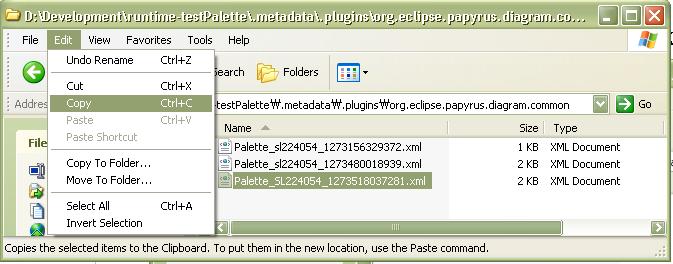 D:\Development\runtime-testPalette\.metadata\.plugins\org.eclipse.papyrus.diagram.co...
File Edit View Favorites Tools Help
Undo Rename Ctrl+Z
Search Folders
Cut Ctrl+X
Copy Ctrl+C
Addres testPalette₩.metadata₩.plugins₩org.eclipse.papyrus.diagram.common Go
Paste Ctrl+V
Paste Shortcut
Name Size Type
Palette_sl224054_1273156329372.xml 1 KB XML Document
Copy To Folder...
Palette_sl224054_1273480018939.xml 2 KB XML Document
Move To Folder...
Palette_SL224054_1273518037281.xml 2 KB XML Document
Select All Ctrl+A
Invert Selection
Copies the selected items to the Clipboard. To put them in the new location, use the Paste command.